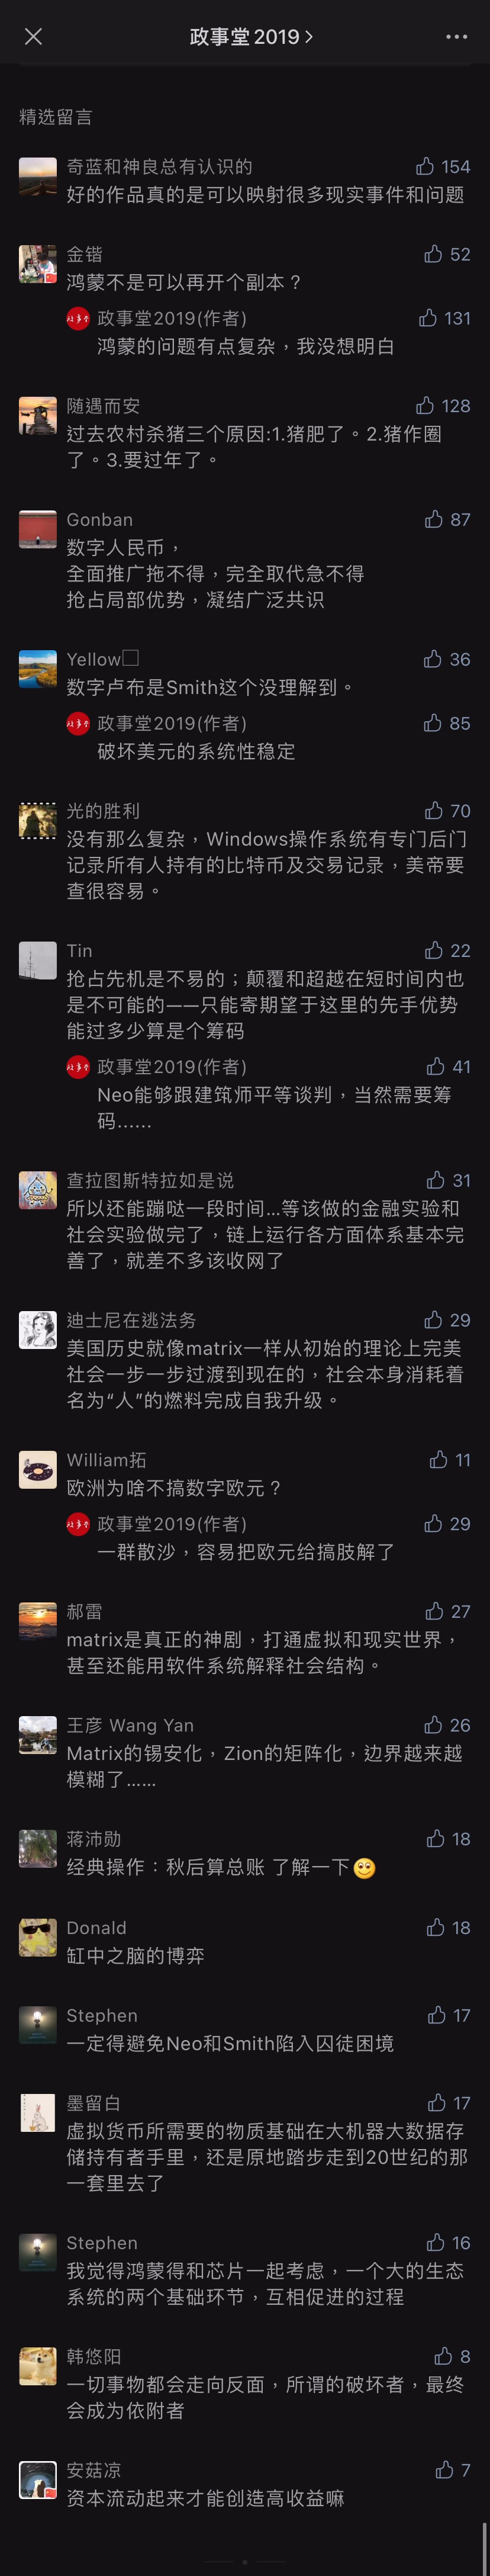 政事堂2019
精选留言
奇蓝和神良总有认识的
154
好的作品真的是可以映射很多现实事件和问题
金锴
52
鸿蒙不是可以再开个副本？
政事堂2019(作者)
131
鸿蒙的问题有点复杂，我没想明白
随遇而安
128
过去农村杀猪三个原因:1.猪肥了。2.猪作圈
了。3.要过年了。
Gonban
87
数字人民币，
全面推广拖不得，完全取代急不得
抢占局部优势，凝结广泛共识
Yellow
36
数字卢布是Smith这个没理解到。
政事堂2019(作者)
85
破坏美元的系统性稳定
光的胜利
70
没有那么复杂，Windows操作系统有专门后门
记录所有人持有的比特币及交易记录，美帝要
查很容易。
Tin
22
抢占先机是不易的；颠覆和超越在短时间内也
是不可能的——只能寄期望于这里的先手优势
能过多少算是个筹码
政事堂2019(作者)
41
Neo能够跟建筑师平等谈判，当然需要筹
码......
查拉图斯特拉如是说
31
所以还能蹦哒一段时间…等该做的金融实验和
社会实验做完了，链上运行各方面体系基本完
善了，就差不多该收网了
迪士尼在逃法务
29
美国历史就像matrix一样从初始的理论上完美
社会一步一步过渡到现在的，社会本身消耗着
名为“人”的燃料完成自我升级。
William拓
11
欧洲为啥不搞数字欧元？
政事堂2019(作者)
29
一群散沙，容易把欧元给搞肢解了
郝雷
27
matrix是真正的神剧，打通虚拟和现实世界，
甚至还能用软件系统解释社会结构。
王彦 Wang Yan
26
Matrix的锡安化，Zion的矩阵化，边界越来越
模糊了……
蒋沛勋
18
经典操作：秋后算总账 了解一下
Donald
18
缸中之脑的博弈
Stephen
17
一定得避免Neo和Smith陷入囚徒困境
墨留白
17
虚拟货币所需要的物质基础在大机器大数据存
储持有者手里，还是原地踏步走到20世纪的那
一套里去了
Stephen
16
我觉得鸿蒙得和芯片一起考虑，一个大的生态
系统的两个基础环节，互相促进的过程
韩悠阳
8
一切事物都会走向反面，所谓的破坏者，最终
会成为依附者
安菇凉
7
资本流动起来才能创造高收益嘛